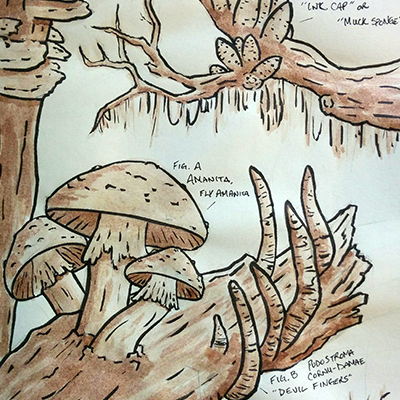 "INK CAP" OR
"MUCK SPONGE"
FIG. A
AMANITA,
FLY AMANICA
FIG. B PODOSTROMA
CORNU-DAMAE
"DEVIL FINGERS"